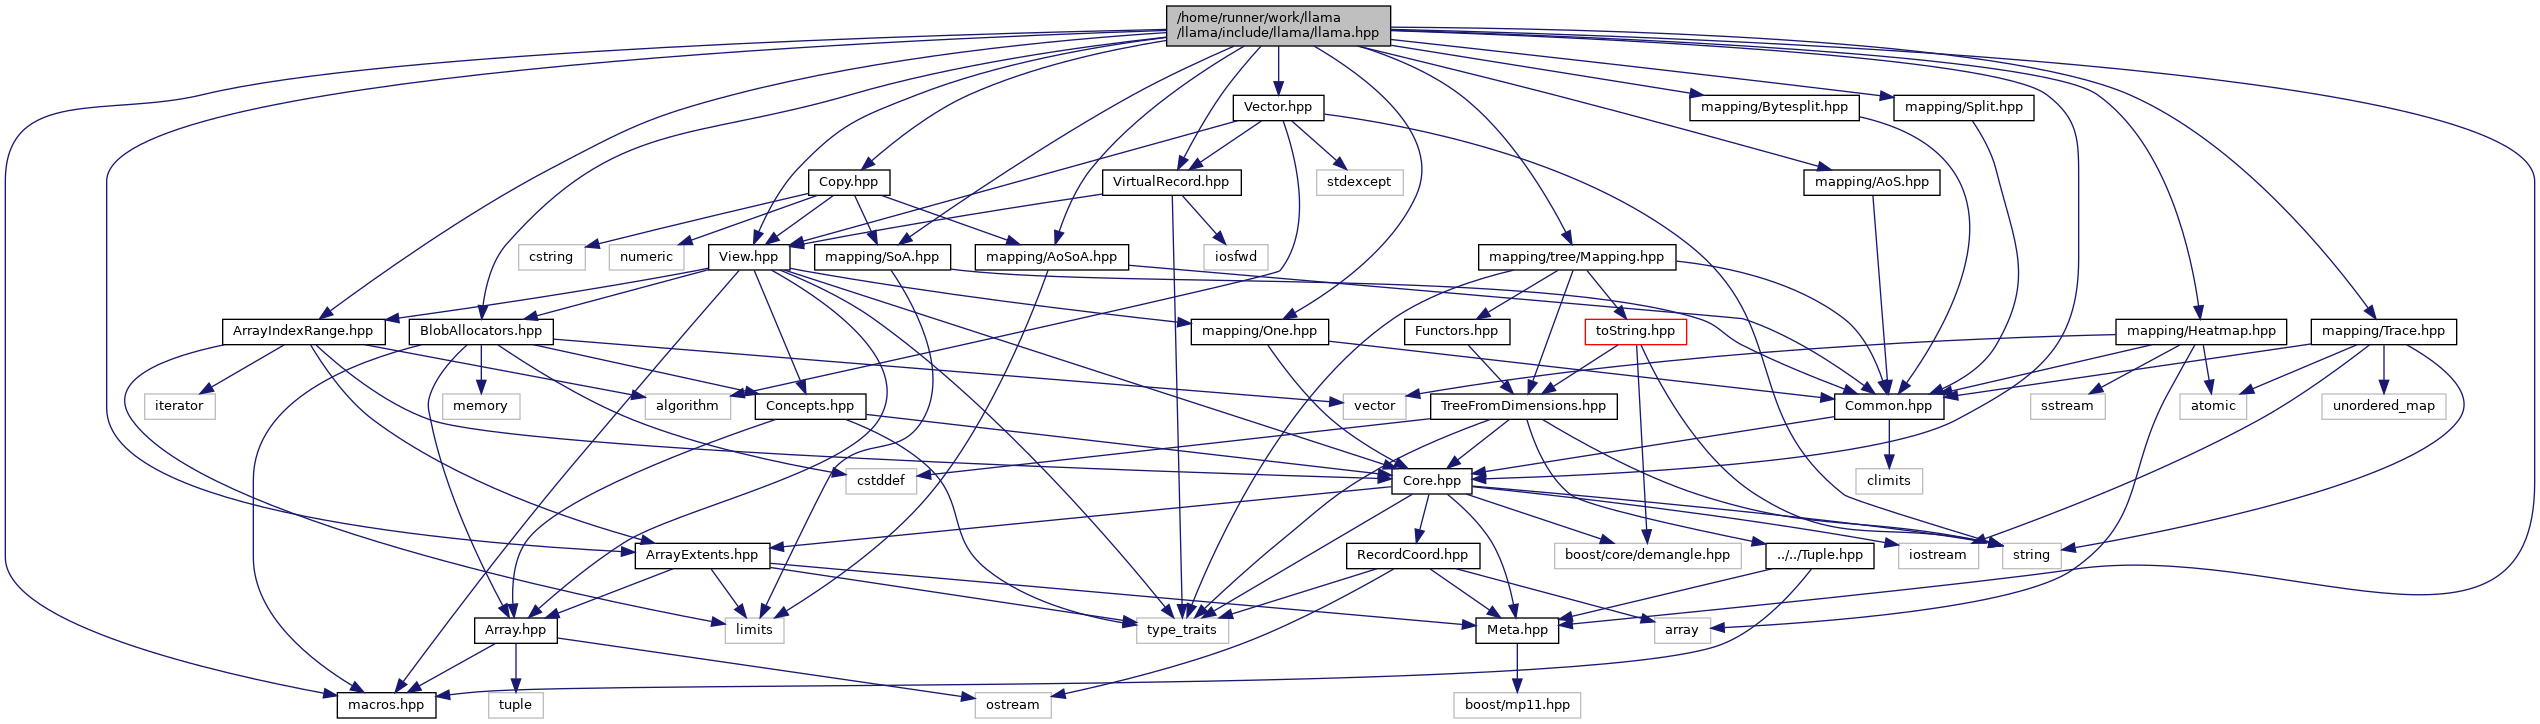 /home/runner/work/llama
/llama/include/llama/llama.hpp
Vector.hpp
mapping/Bytesplit.hpp
mapping/Split.hpp
Copy.hpp
VirtualRecord.hpp
stdexcept
mapping/AoS.hpp
cstring
numeric
View.hpp
mapping/SoA.hpp
mapping/AoSoA.hpp
iosfwd
mapping/tree/Mapping.hpp
ArrayIndexRange.hpp
BlobAllocators.hpp
mapping/One.hpp
Functors.hpp
toString.hpp
mapping/Heatmap.hpp
mapping/Trace.hpp
iterator
memory
algorithm
Concepts.hpp
vector
TreeFromDimensions.hpp
Common.hpp
sstream
atomic
unordered_map
cstddef
Core.hpp
climits
ArrayExtents.hpp
RecordCoord.hpp
boost/core/demangle.hpp
../../Tuple.hpp
iostream
string
Array.hpp
limits
type_traits
Meta.hpp
array
macros.hpp
tuple
ostream
boost/mp11.hpp